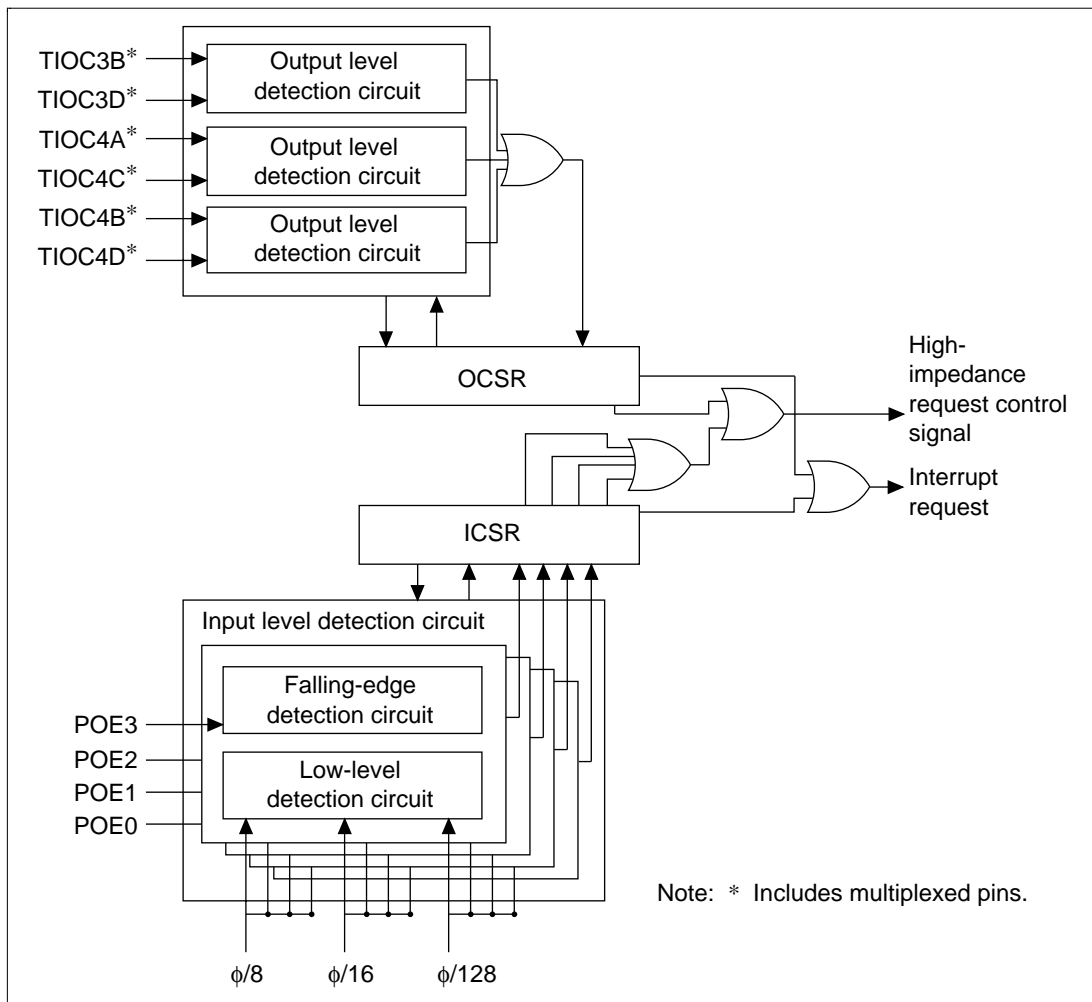 TIOC3B*
TIOC3D*
TIOC4A*
TIOC4C*
TIOC4B*
TIOC4D*
Output level
detection circuit
Output level
detection circuit
Output level
detection circuit
OCSR
High-
impedance
request control
signal
Interrupt
request
ICSR
Input level detection circuit
Falling-edge
detection circuit
Low-level
detection circuit
POE3
POE2
POE1
POE0
Note: * Includes multiplexed pins.
ϕ/8
ϕ/16
ϕ/128